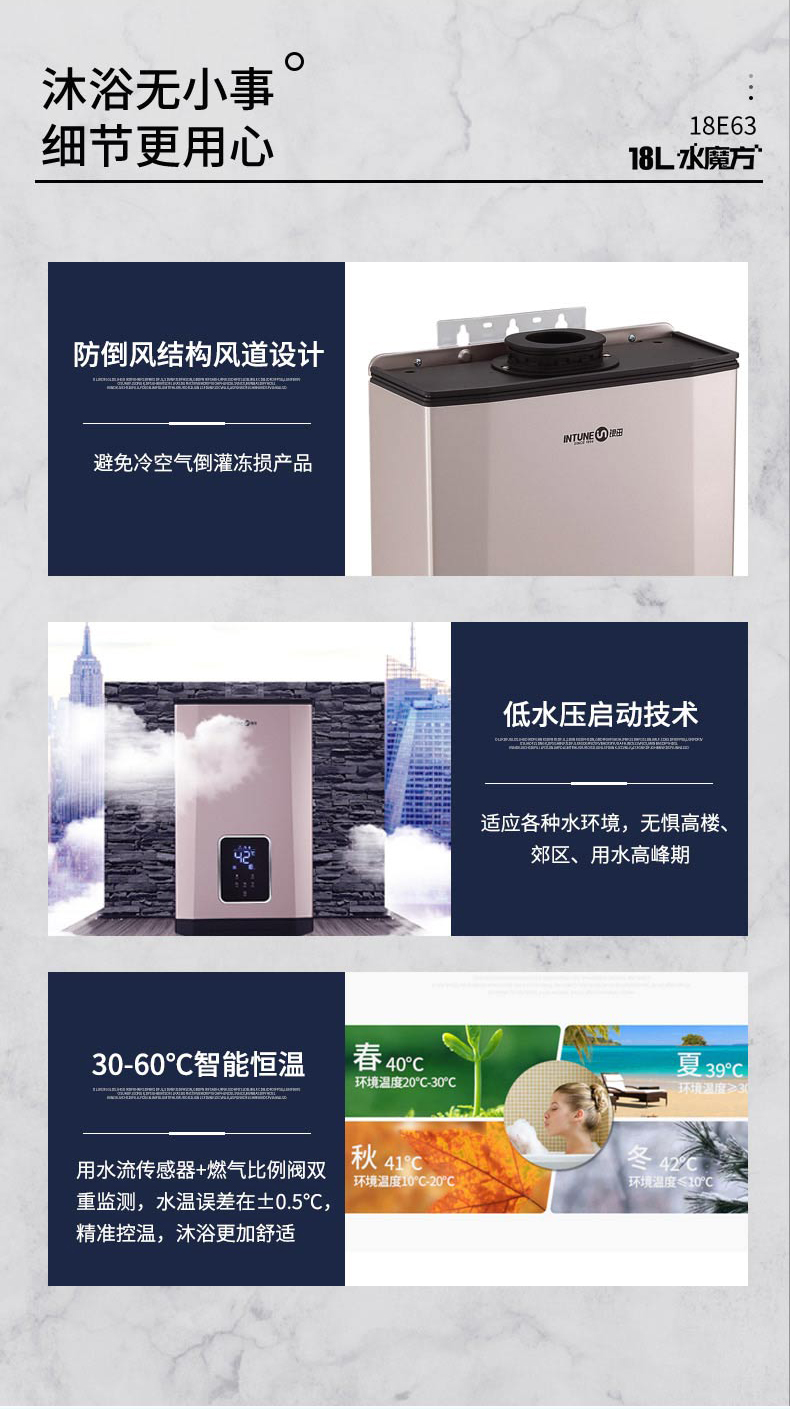 沐浴无小事
细节更用心
18E63
18L 水魔方
防倒风结构风道设计
避免冷空气倒灌冻损产品
INTUNE 樱田
42
低水压启动技术
适应各种水环境，无惧高楼、
郊区、用水高峰期
30-60℃智能恒温
用水流传感器+燃气比例阀双
重监测，水温误差在±0.5℃，
精准控温，沐浴更加舒适
春 40℃
环境温度20℃-30℃
夏 39℃
环境温度≥30
秋 41℃
环境温度10℃-20℃
冬 42℃
环境温度≤10℃